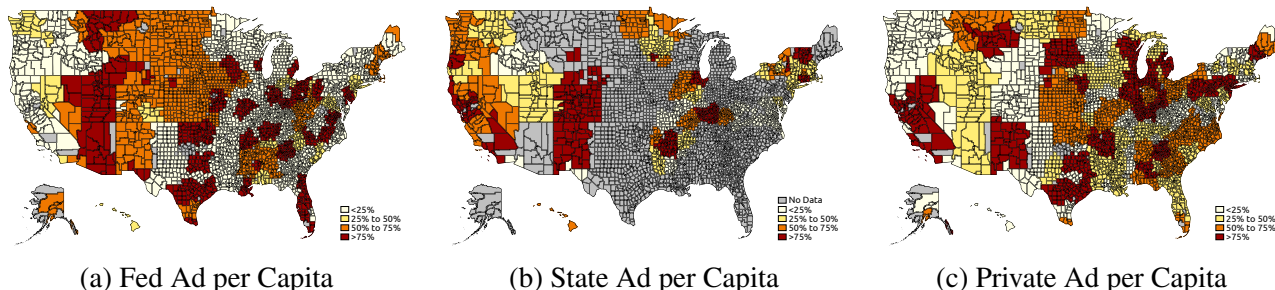 <25%
25% to 50%
50% to 75%
>75%
No Data
<25%
25% to 50%
50% to 75%
>75%
<25%
25% to 50%
50% to 75%
>75%
(a) Fed Ad per Capita
(b) State Ad per Capita
(c) Private Ad per Capita